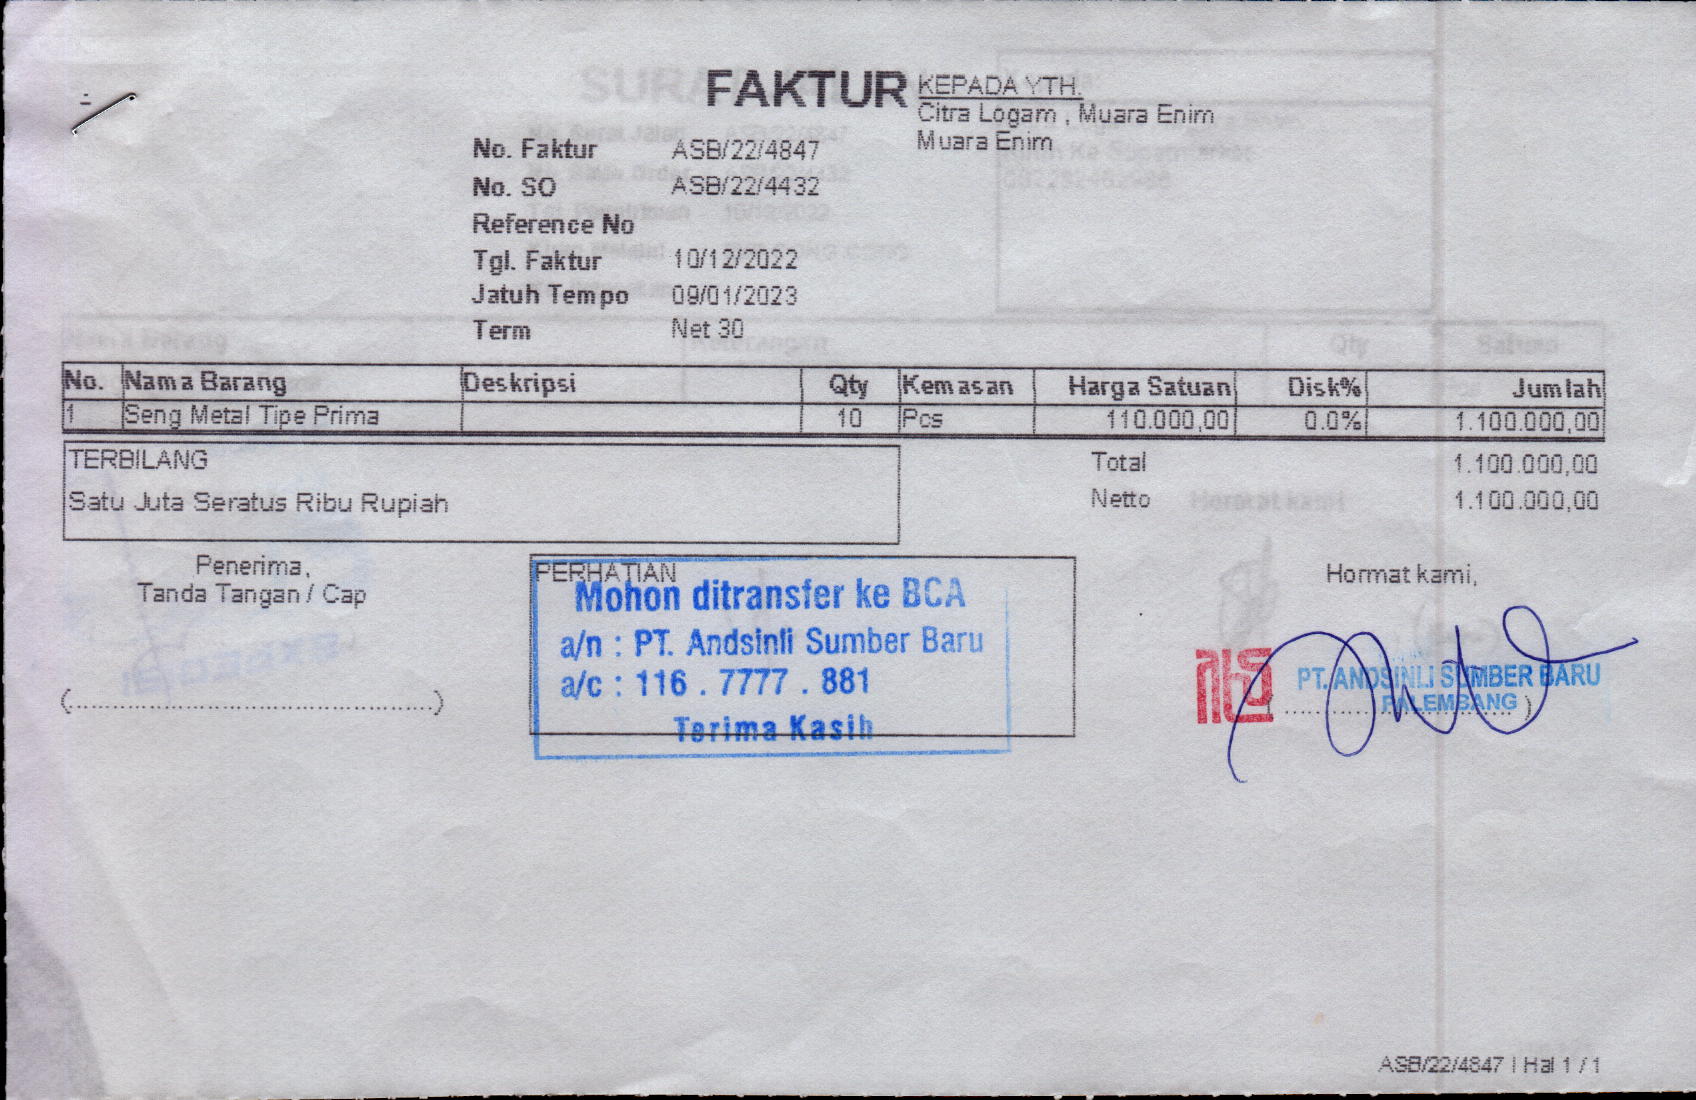 FAKTUR
KEPADA YTH.
Citra Logam , Muara Enim
Muara Enim
No. Faktur ASB/22/4847
No. SO ASB/22/4432
Reference No
Tgl. Faktur 10/12/2022
Jatuh Tempo 09/01/2023
Term Net 30
No. Nama Barang Deskripsi Qty Kemasan Harga Satuan Disk% Jumlah
1 Seng Metal Tipe Prima 10 Pcs 110.000,00 0.0% 1.100.000,00
TERBILANG
Satu Juta Seratus Ribu Rupiah
Total 1.100.000,00
Netto 1.100.000,00
Penerima,
Tanda Tangan / Cap
(................................................)
PERHATIAN
Mohon ditransfer ke BCA
a/n : PT. Andsinli Sumber Baru
a/c : 116 . 7777 . 881
Terima Kasih
Hormat kami,
PT. ANDSINLI SUMBER BARU
PALEMBANG
ASB/22/4847 | Hal 1 / 1